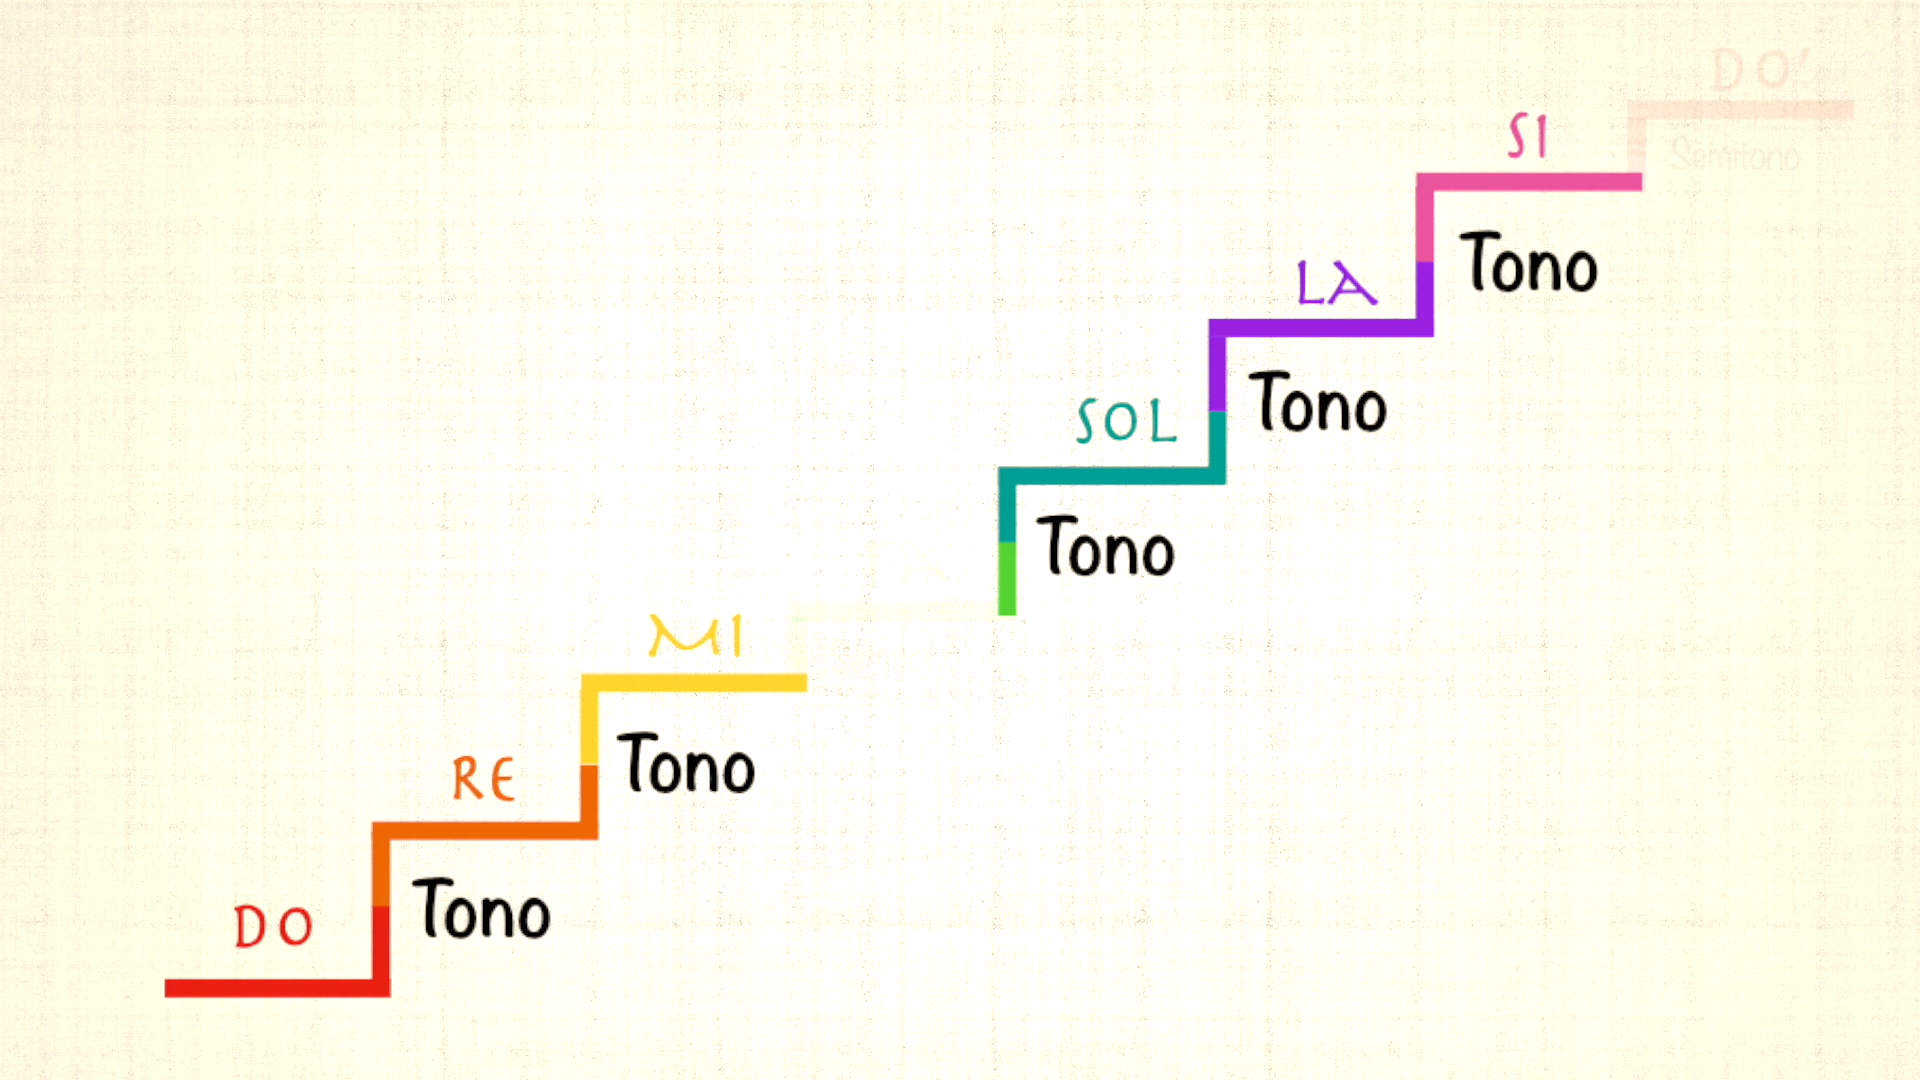 DO'
Semitono
SI
Tono
LA
Tono
SOL
Tono
MI
Tono
RE
Tono
DO